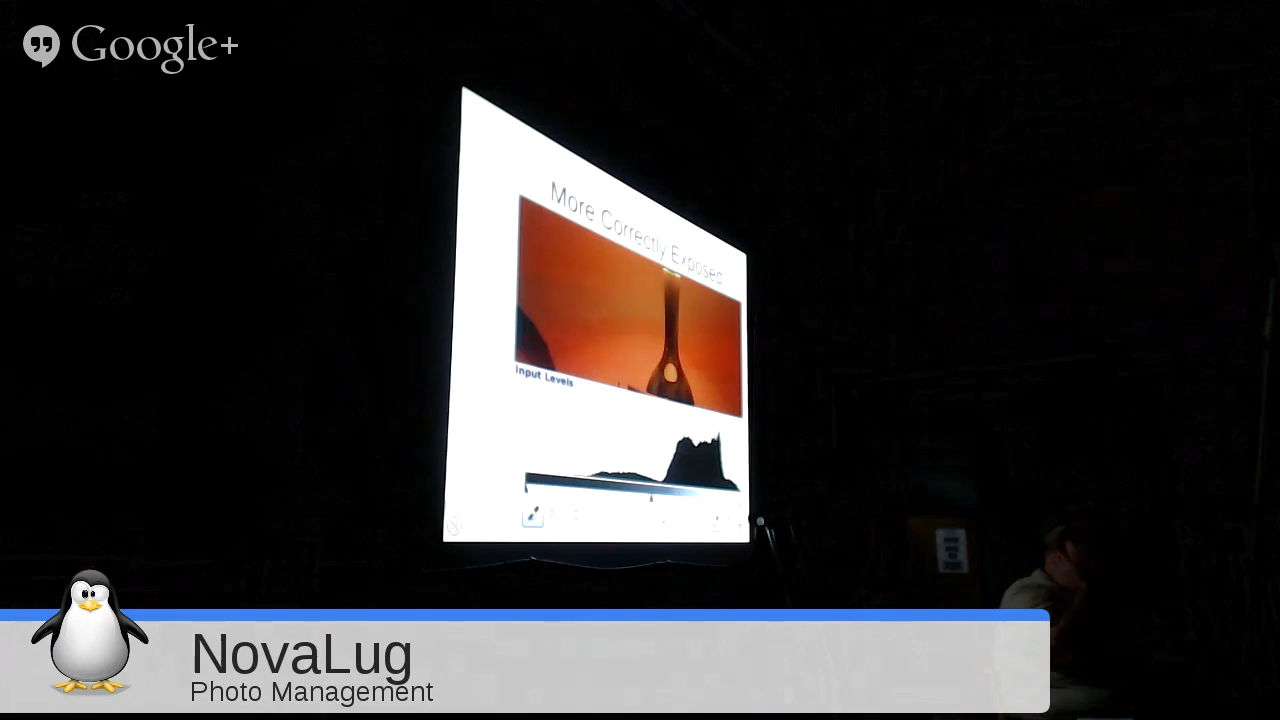 Google+
More Correctly Exposed
Input Levels
NovaLug
Photo Management